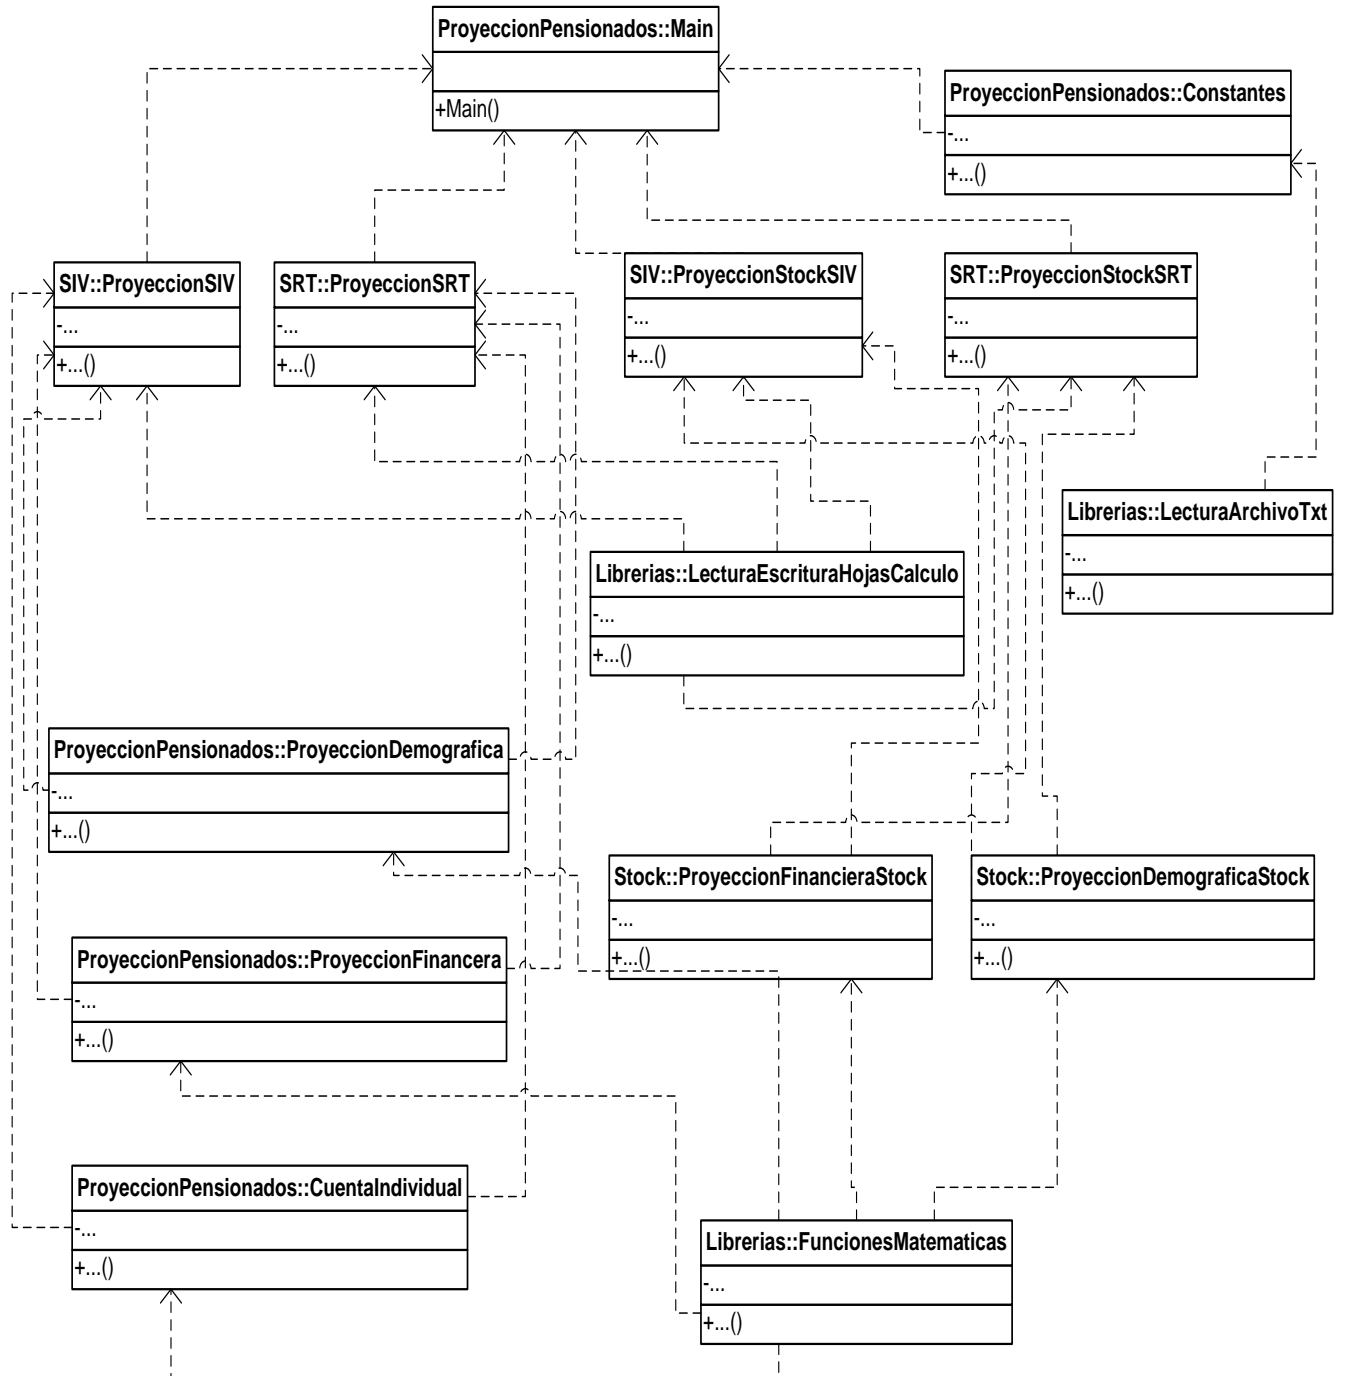 ProyeccionPensionados::Main
+Main()
ProyeccionPensionados::Constantes
-...
+...()
SIV::ProyeccionSIV
-...
+...()
SRT::ProyeccionSRT
-...
+...()
SIV::ProyeccionStockSIV
-...
+...()
SRT::ProyeccionStockSRT
-...
+...()
Librerias::LecturaArchivoTxt
-...
+...()
Librerias::LecturaEscrituraHojasCalculo
-...
+...()
ProyeccionPensionados::ProyeccionDemografica
-...
+...()
Stock::ProyeccionFinancieraStock
-...
+...()
Stock::ProyeccionDemograficaStock
-...
+...()
ProyeccionPensionados::ProyeccionFinancera
-...
+...()
ProyeccionPensionados::CuentaIndividual
-...
+...()
Librerias::FuncionesMatematicas
-...
+...()